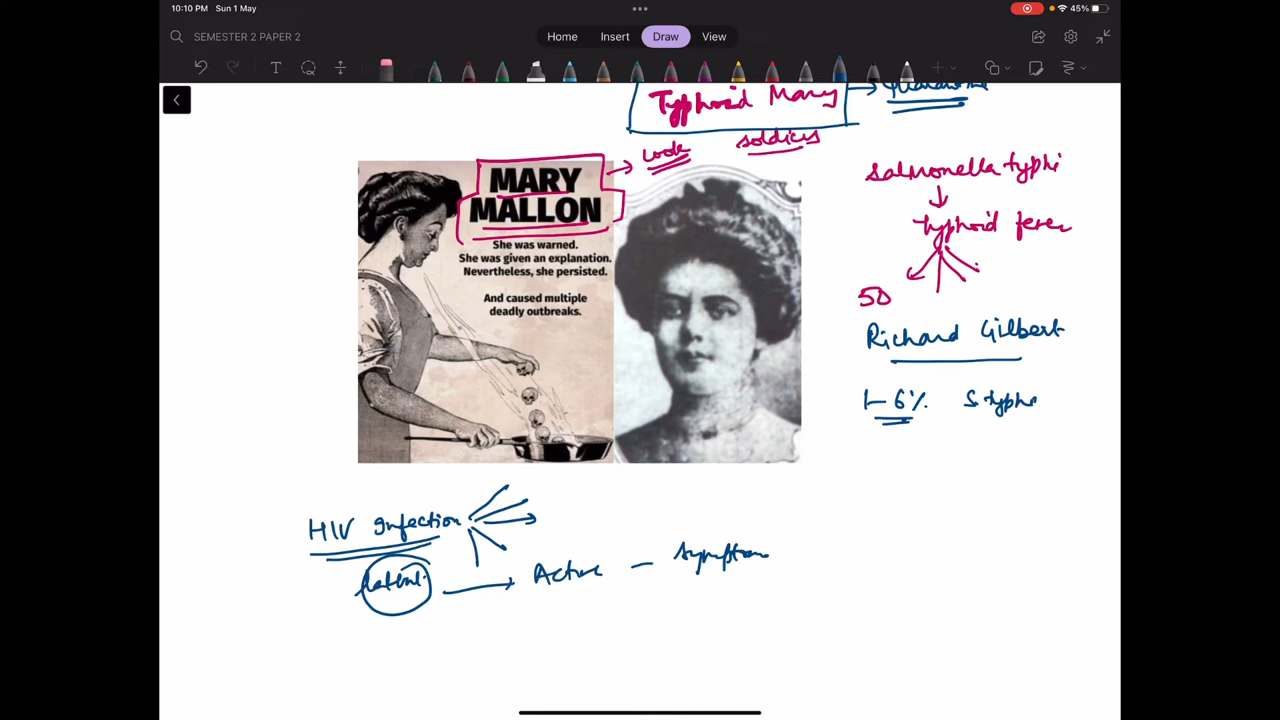 10:10 PM Sun 1 May
45%
SEMESTER 2 PAPER 2
Home Insert Draw View
Typhoid Mary
cook
soldiers
MARY
MALLON
She was warned.
She was given an explanation.
Nevertheless, she persisted.
And caused multiple
deadly outbreaks.
Salmonella typhi
typhoid fever
50
Richard Gilbert
1-6% S. typhi
HIV Infection
latent
Active - Symptom